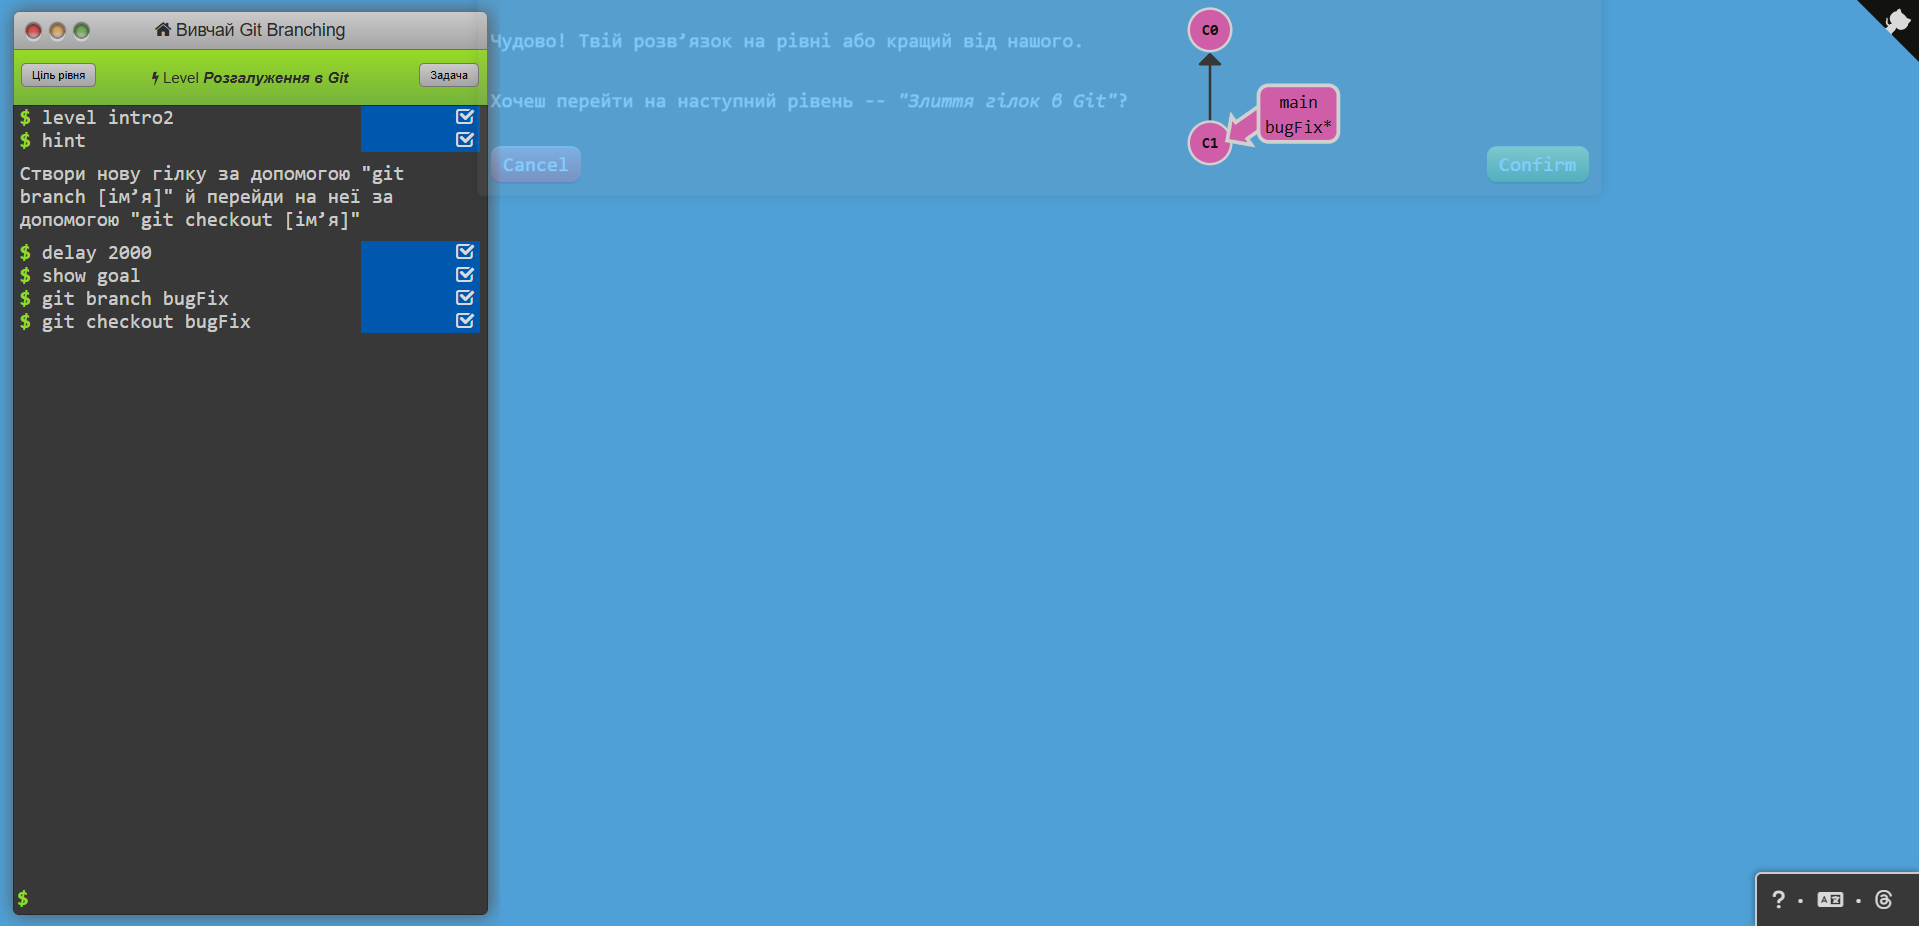 Вивчай Git Branching
Ціль рівня
Level Розгалуження в Git
Задача
$ level intro2
$ hint
Створи нову гілку за допомогою "git
branch [ім’я]" й перейди на неї за
допомогою "git checkout [ім’я]"
$ delay 2000
$ show goal
$ git branch bugFix
$ git checkout bugFix
$
Чудово! Твій розв’язок на рівні або кращий від нашого.
Хочеш перейти на наступний рівень -- "Злиття гілок в Git"?
Cancel
Confirm
C0
C1
main
bugFix*
? · A文 ·